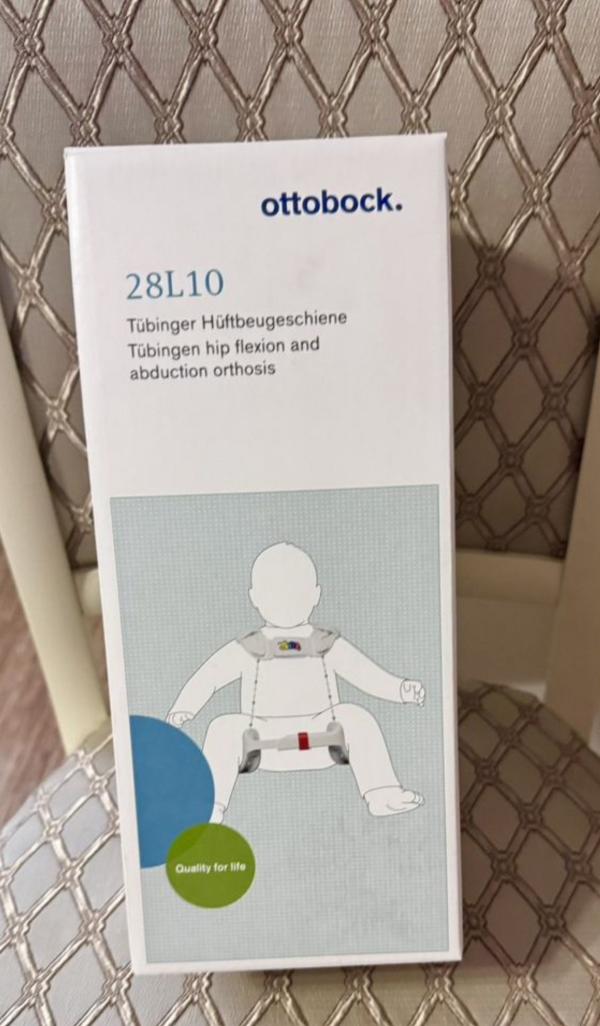 ottobock.
28L10
Tübinger Hüftbeugeschiene
Tübingen hip flexion and
abduction orthosis
Quality for life